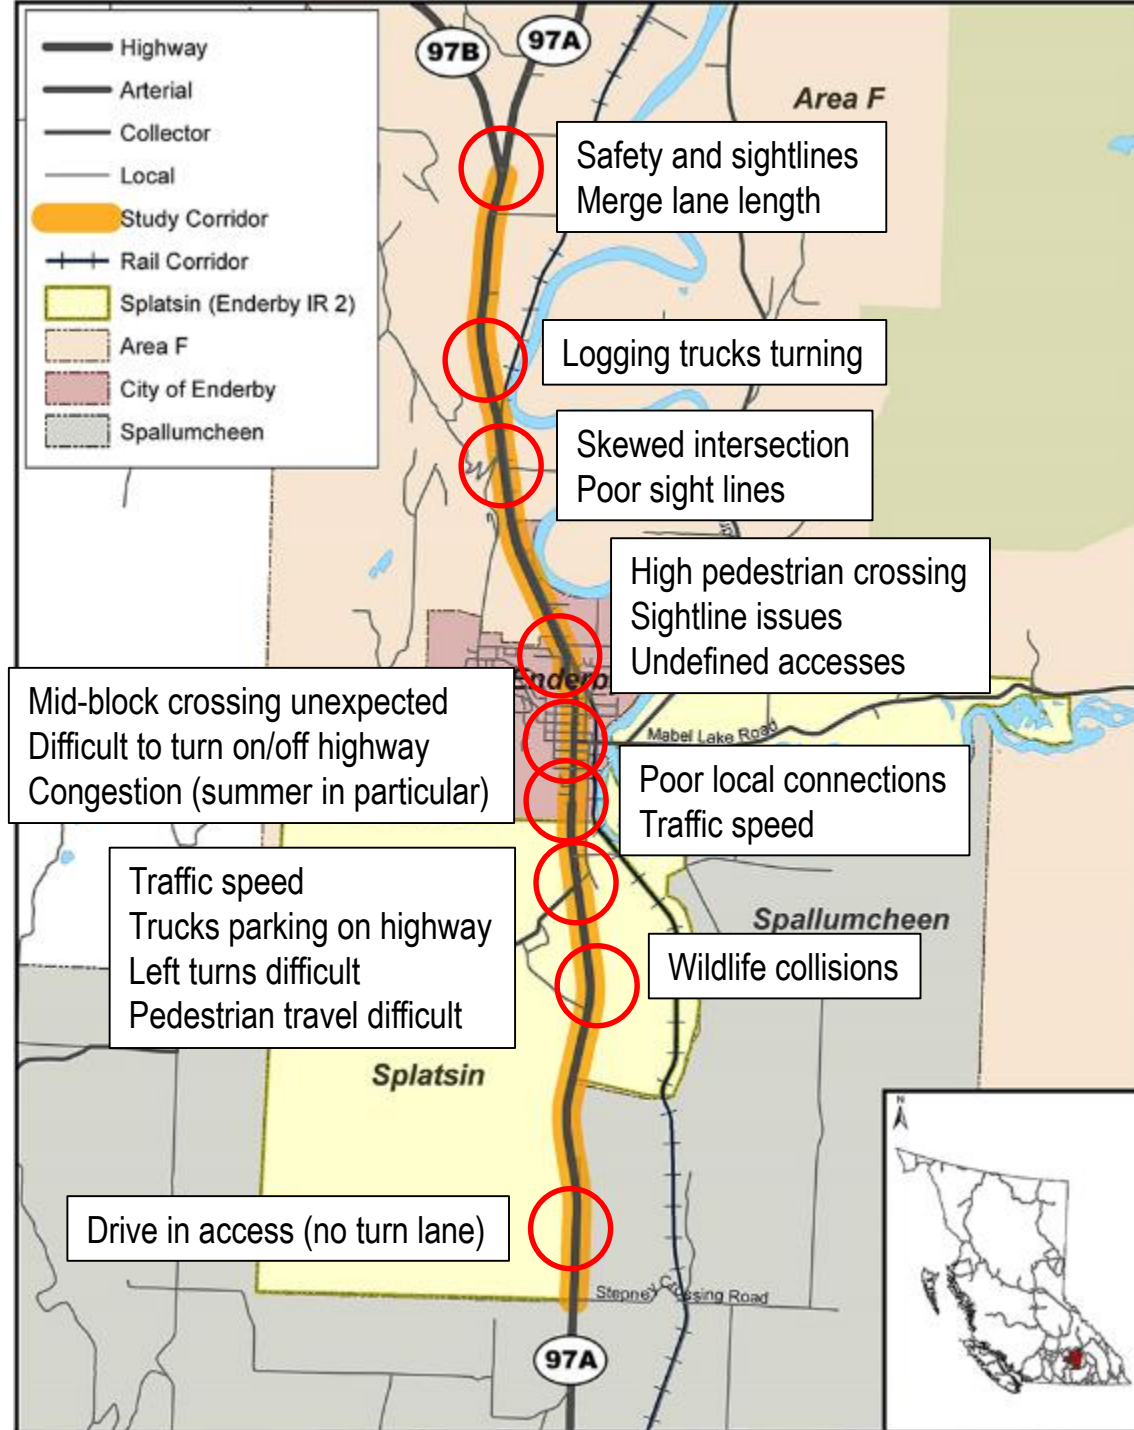 Highway
Arterial
Collector
Local
Study Corridor
Rail Corridor
Splatsin (Enderby IR 2)
Area F
City of Enderby
Spallumcheen
97B
97A
Area F
Safety and sightlines
Merge lane length
Logging trucks turning
Skewed intersection
Poor sight lines
High pedestrian crossing
Sightline issues
Undefined accesses
Enderb
Mid-block crossing unexpected
Difficult to turn on/off highway
Congestion (summer in particular)
Mabel Lake Road
Poor local connections
Traffic speed
Traffic speed
Trucks parking on highway
Left turns difficult
Pedestrian travel difficult
Spallumcheen
Wildlife collisions
Splatsin
Drive in access (no turn lane)
Stepney Crossing Road
97A
N